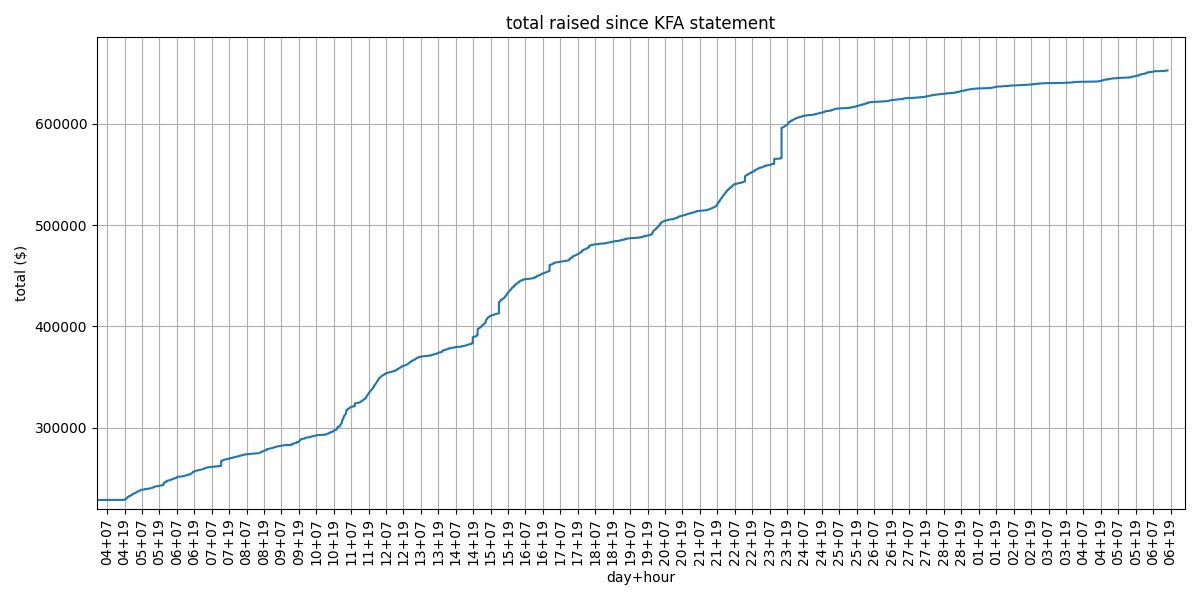 total raised since KFA statement
total ($)
600000
500000
400000
300000
04+07 04+19 05+07 05+19 06+07 06+19 07+07 07+19 08+07 08+19 09+07 09+19 10+07 10+19 11+07 11+19 12+07 12+19 13+07 13+19 14+07 14+19 15+07 15+19 16+07 16+19 17+07 17+19 18+07 18+19 19+07 19+19 20+07 20+19 21+07 21+19 22+07 22+19 23+07 23+19 24+07 24+19 25+07 25+19 26+07 26+19 27+07 27+19 28+07 28+19 01+07 01+19 02+07 02+19 03+07 03+19 04+07 04+19 05+07 05+19 06+07 06+19
day+hour